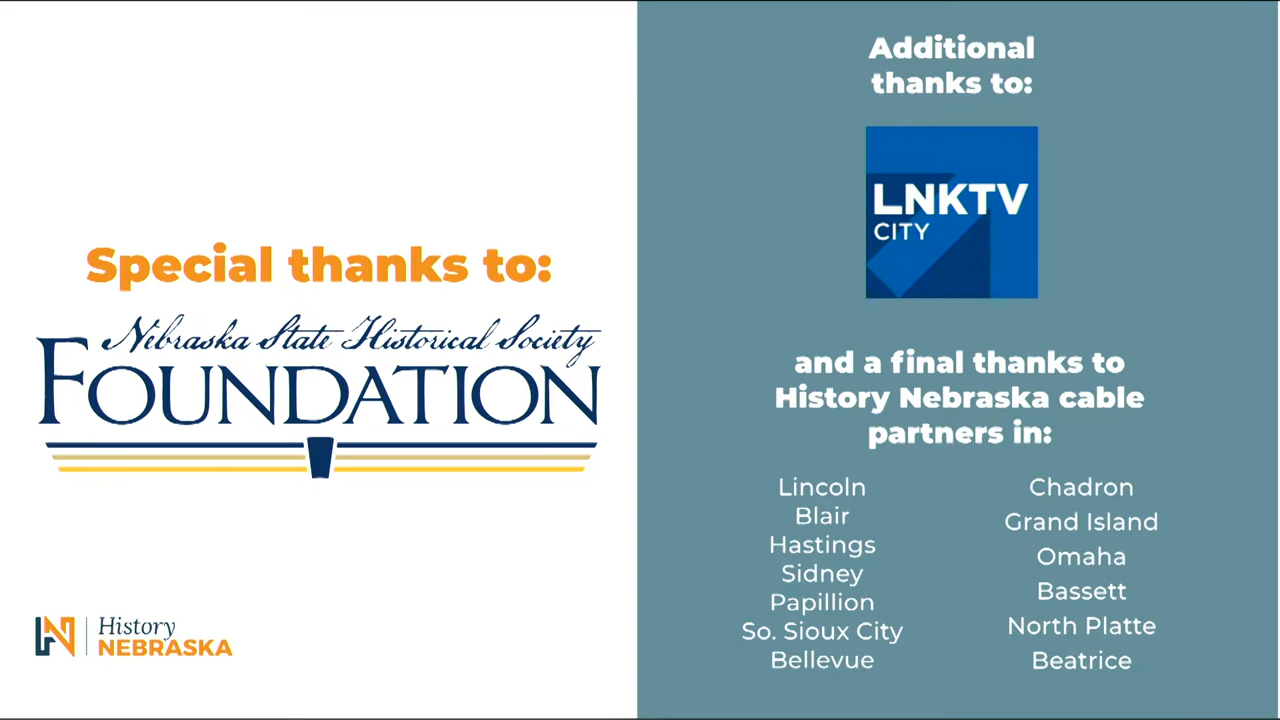 Special thanks to:
Nebraska State Historical Society
FOUNDATION
History
NEBRASKA
Additional
thanks to:
LNKTV
CITY
and a final thanks to
History Nebraska cable
partners in:
Lincoln
Blair
Hastings
Sidney
Papillion
So. Sioux City
Bellevue
Chadron
Grand Island
Omaha
Bassett
North Platte
Beatrice